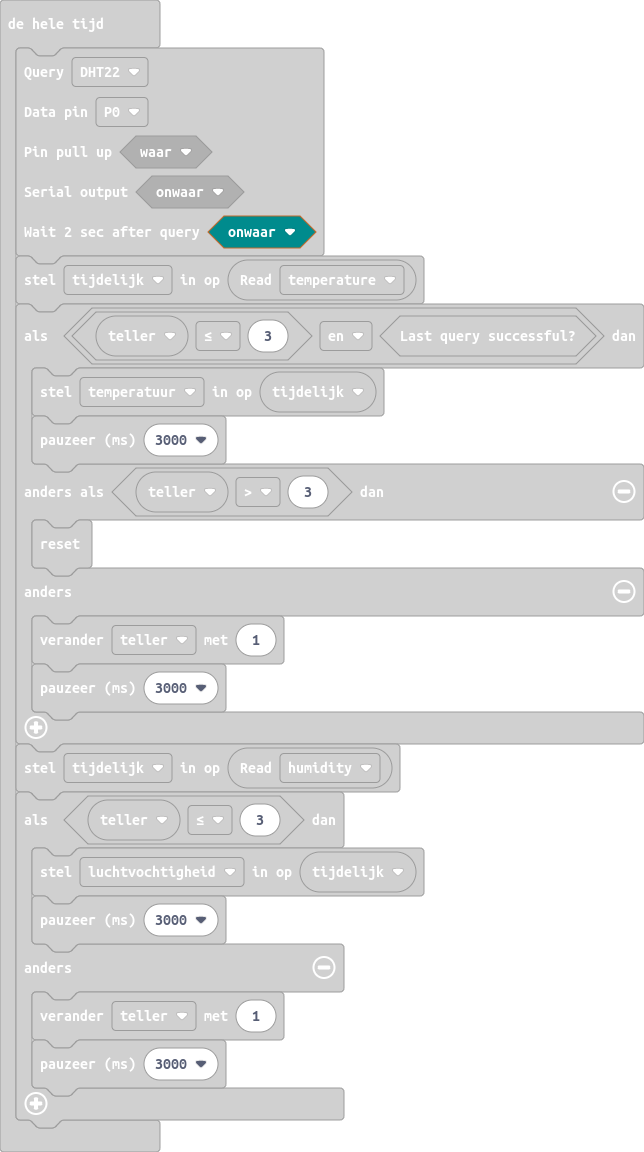 de hele tijd
Query DHT22
Data pin P0
Pin pull up waar
Serial output onwaar
Wait 2 sec after query onwaar
stel tijdelijk in op Read temperature
als teller ≤ 3 en Last query successful? dan
stel temperatuur in op tijdelijk
pauzeer (ms) 3000
anders als teller > 3 dan
reset
anders
verander teller met 1
pauzeer (ms) 3000
stel tijdelijk in op Read humidity
als teller ≤ 3 dan
stel luchtvochtigheid in op tijdelijk
pauzeer (ms) 3000
anders
verander teller met 1
pauzeer (ms) 3000